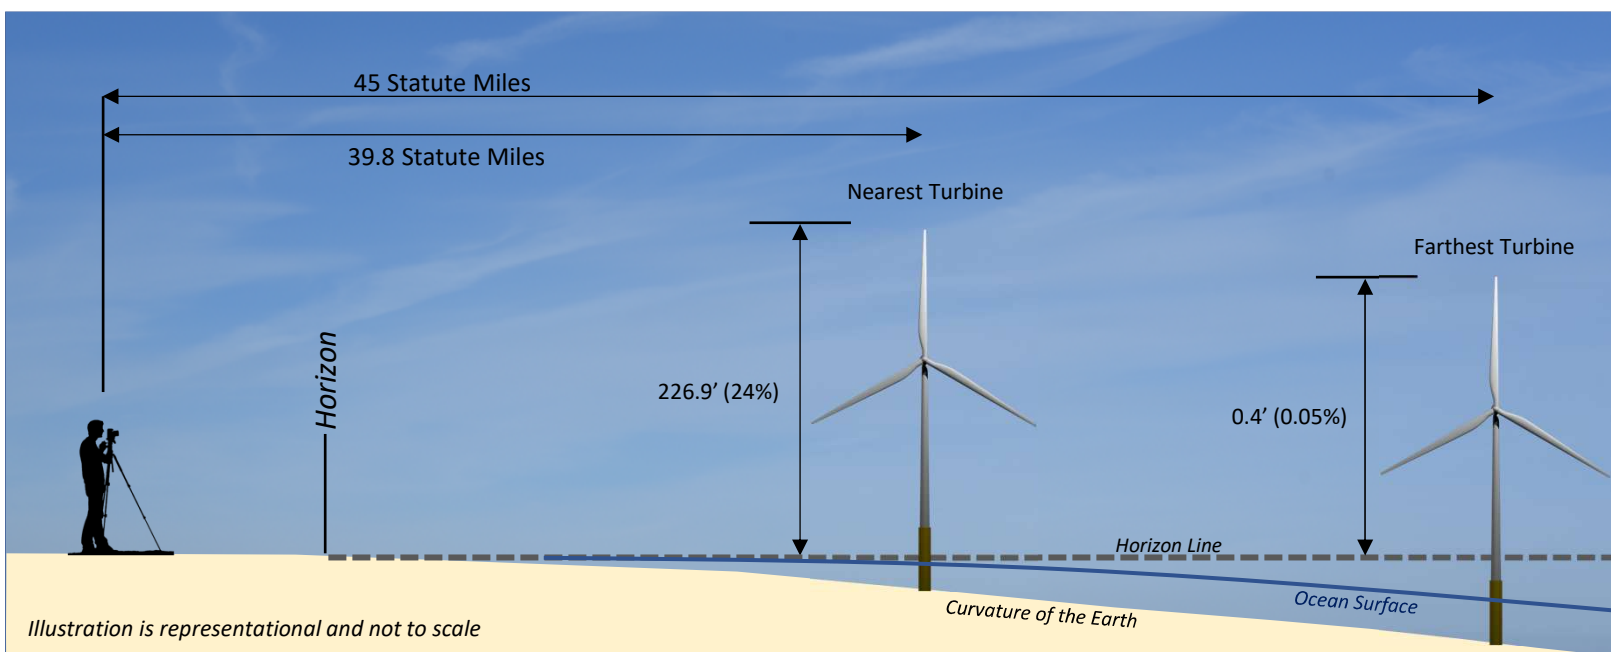 45 Statute Miles
39.8 Statute Miles
Nearest Turbine
Farthest Turbine
Horizon
226.9’ (24%)
0.4’ (0.05%)
Horizon Line
Ocean Surface
Curvature of the Earth
Illustration is representational and not to scale